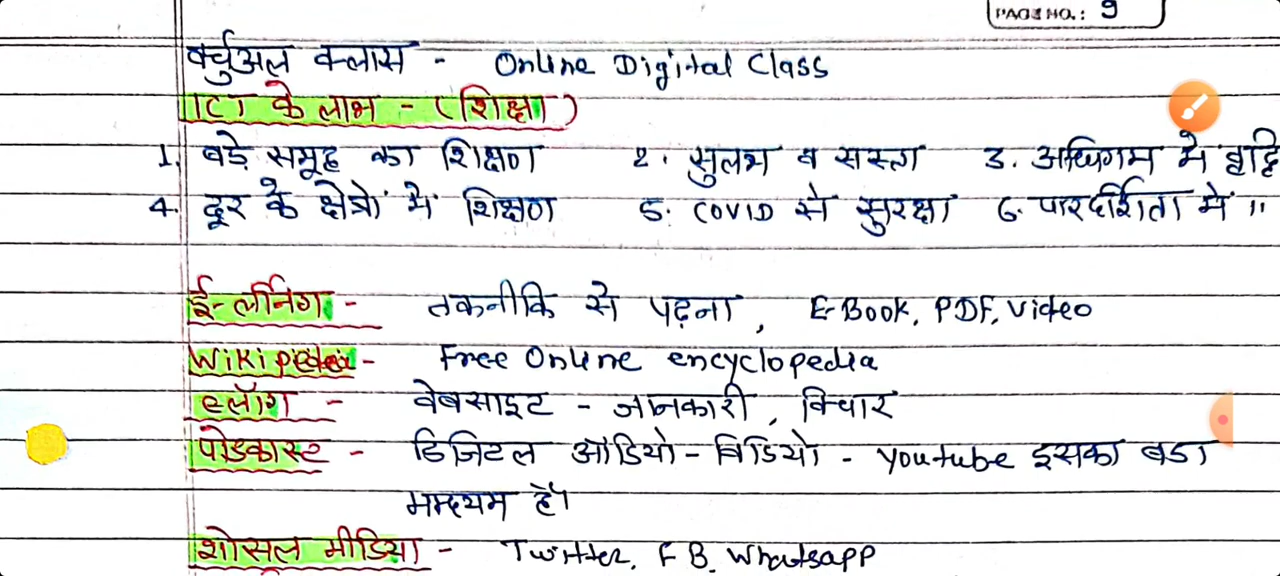 PAGE NO.: 9
र्क्चुअल क्लास - Online Digital Class
ICT के लाभ - (शिक्षा)
1. बड़े समूह का शिक्षण 2. सुलभ व सस्ता 3. अधिगम मे वृद्धि
4. दूर के क्षेत्रों में शिक्षण 5. COVID से सुरक्षा 6. पारदर्शिता में "
ई-लर्निंग - तकनीकि से पढ़ना, E-Book, PDF, Video
Wikipedia - Free Online encyclopedia
ब्लॉग - वेबसाइट - जानकारी, विचार
पोडकास्ट - डिजिटल ऑडियो-विडियो - youtube इसका बडा
माध्यम है।
शोसल मीडिया - Twitter, FB, Whatsapp